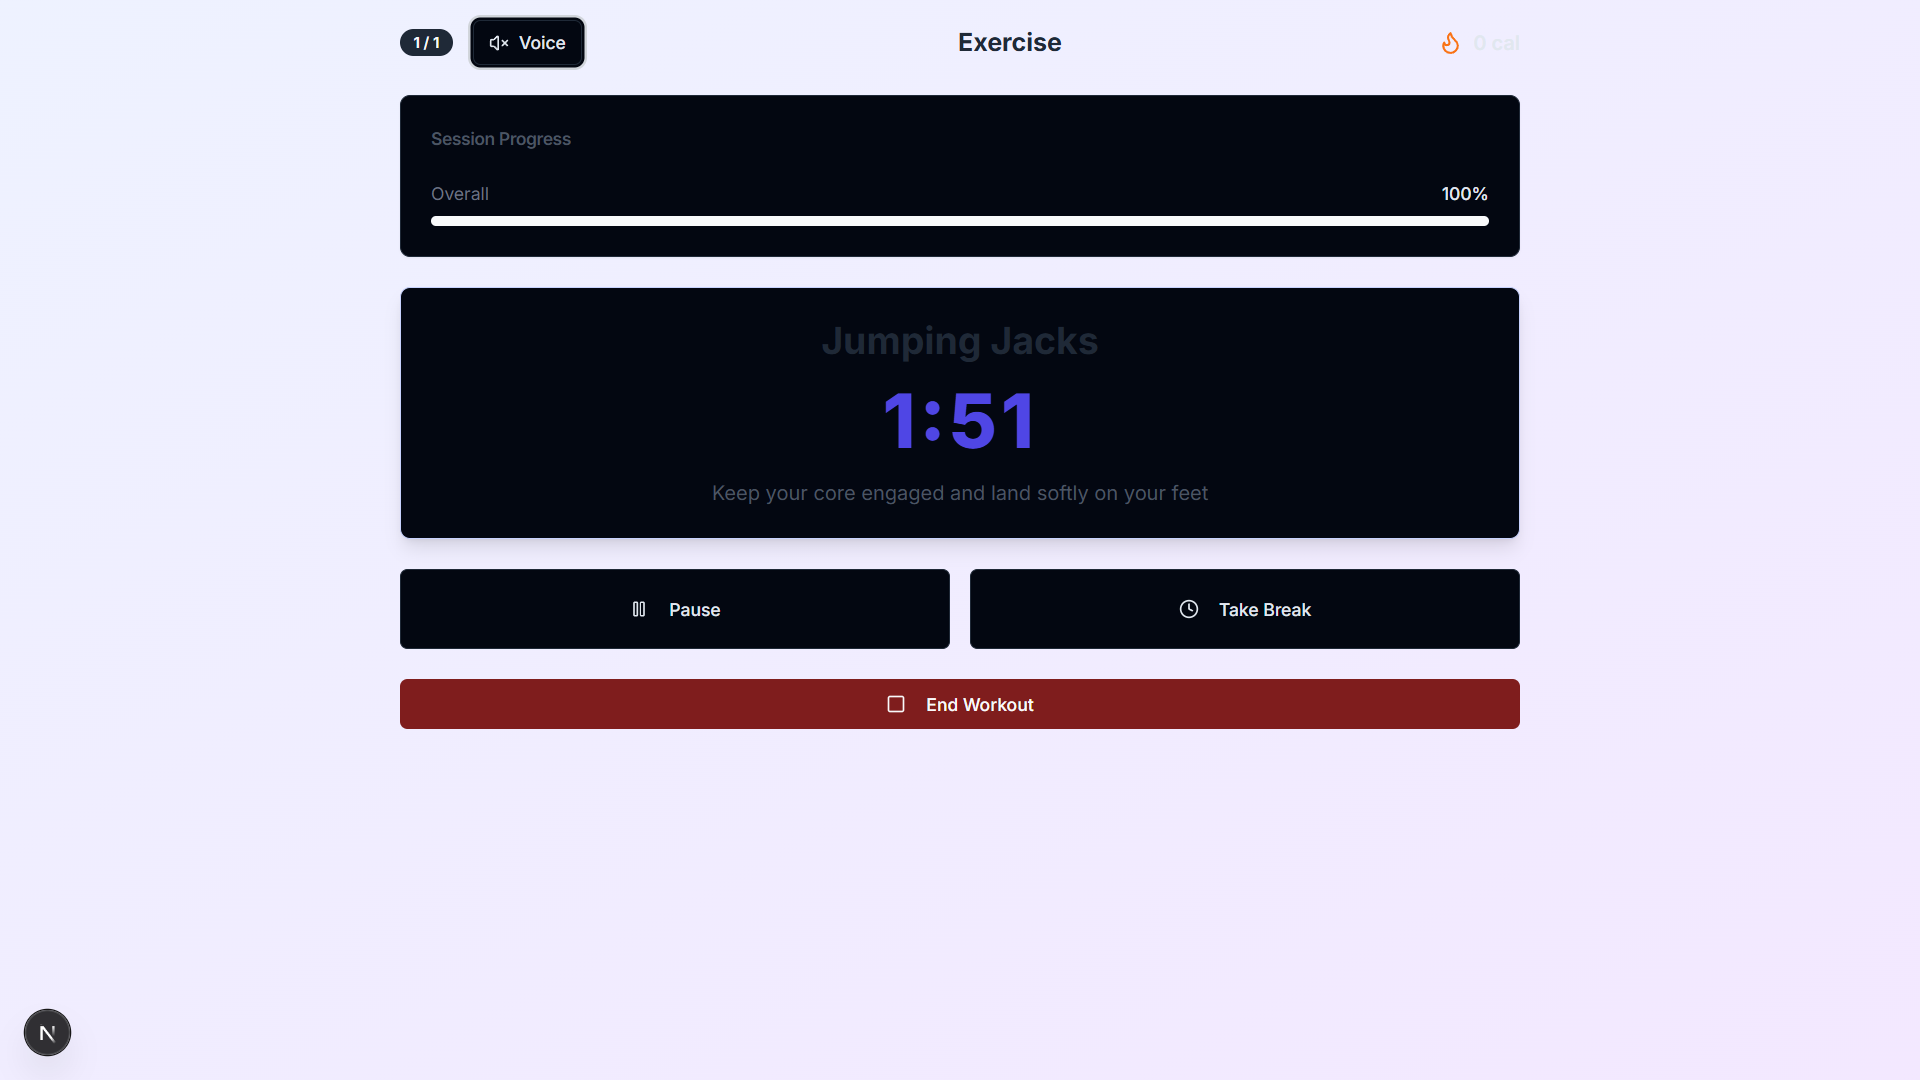 1 / 1
Voice
Exercise
0 cal
Session Progress
Overall
100%
Jumping Jacks
1:51
Keep your core engaged and land softly on your feet
Pause
Take Break
End Workout
N